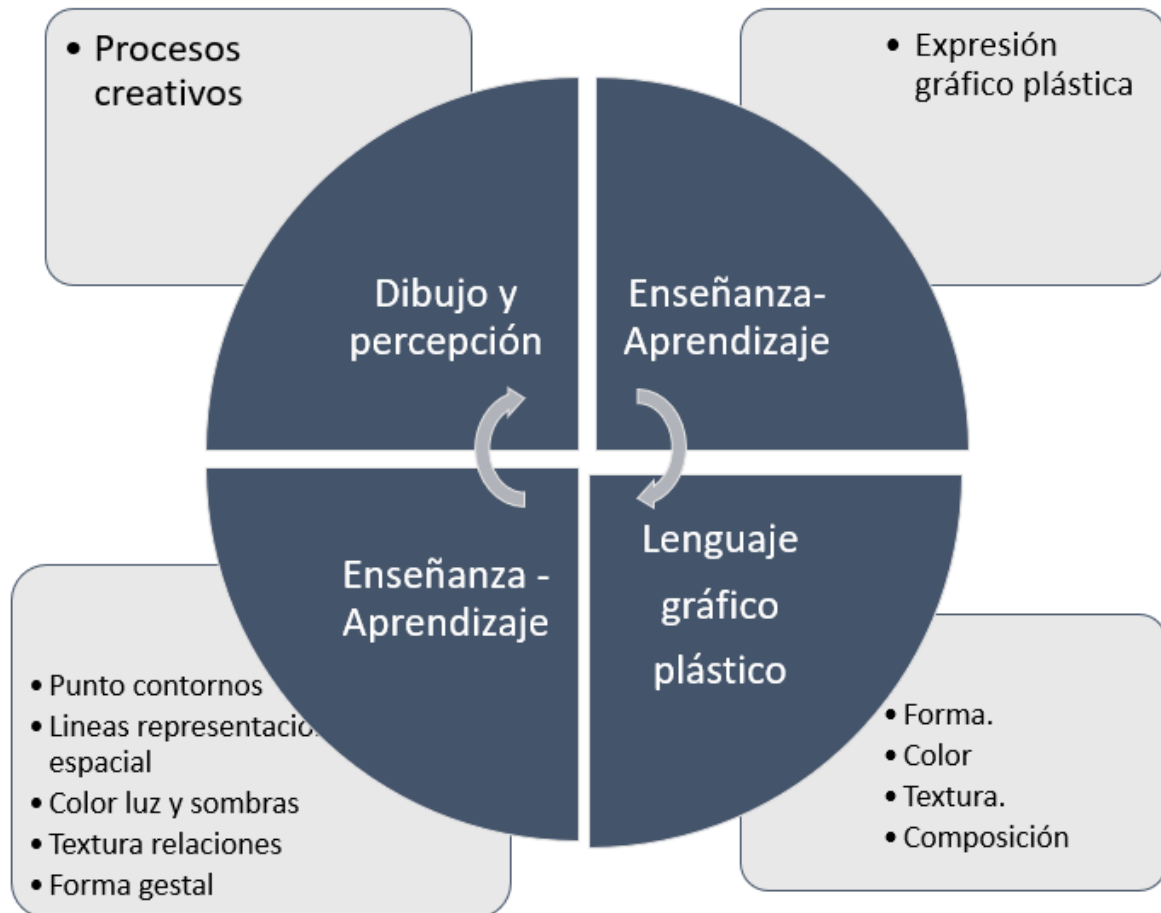 • Procesos
creativos
• Expresión
gráfico plástica
Dibujo y
percepción
Enseñanza-
Aprendizaje
Enseñanza -
Aprendizaje
Lenguaje
gráfico
plástico
• Punto contornos
• Lineas representacion
espacial
• Color luz y sombras
• Textura relaciones
• Forma gestal
• Forma.
• Color
• Textura.
• Composición